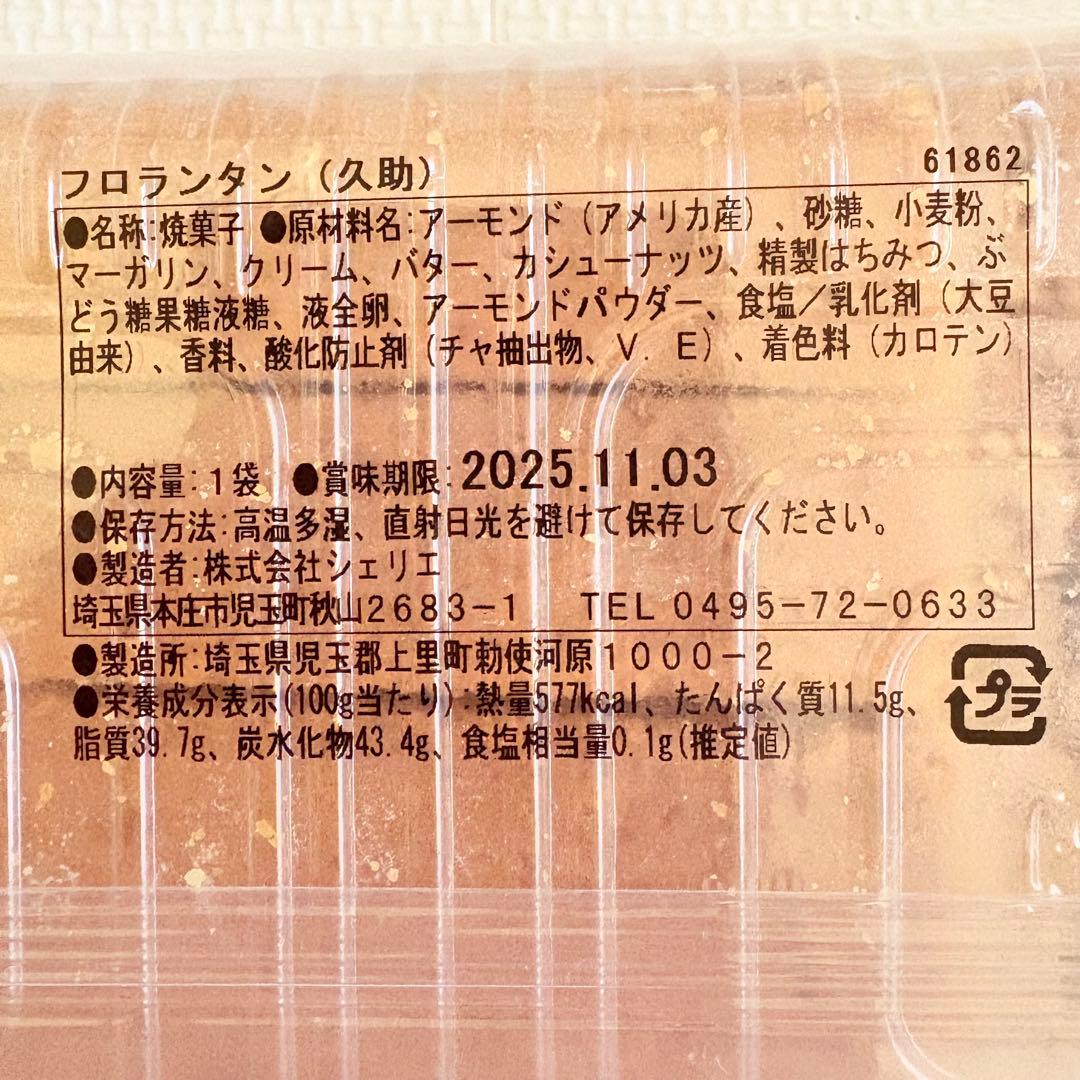 フロランタン（久助）
61862
●名称:焼菓子 ●原材料名:アーモンド（アメリカ産）、砂糖、小麦粉、
マーガリン、クリーム、バター、カシューナッツ、精製はちみつ、ぶ
どう糖果糖液糖、液全卵、アーモンドパウダー、食塩／乳化剤（大豆
由来）、香料、酸化防止剤（チャ抽出物、Ｖ．Ｅ）、着色料（カロテン）
●内容量:１袋 ●賞味期限:2025.11.03
●保存方法:高温多湿、直射日光を避けて保存してください。
●製造者:株式会社シェリエ
埼玉県本庄市児玉町秋山２６８３−１ ＴＥＬ ０４９５−７２−０６３３
●製造所:埼玉県児玉郡上里町勅使河原１０００−２
●栄養成分表示(100g当たり):熱量577kcal、たんぱく質11.5g、
脂質39.7g、炭水化物43.4g、食塩相当量0.1g(推定値)
プラ